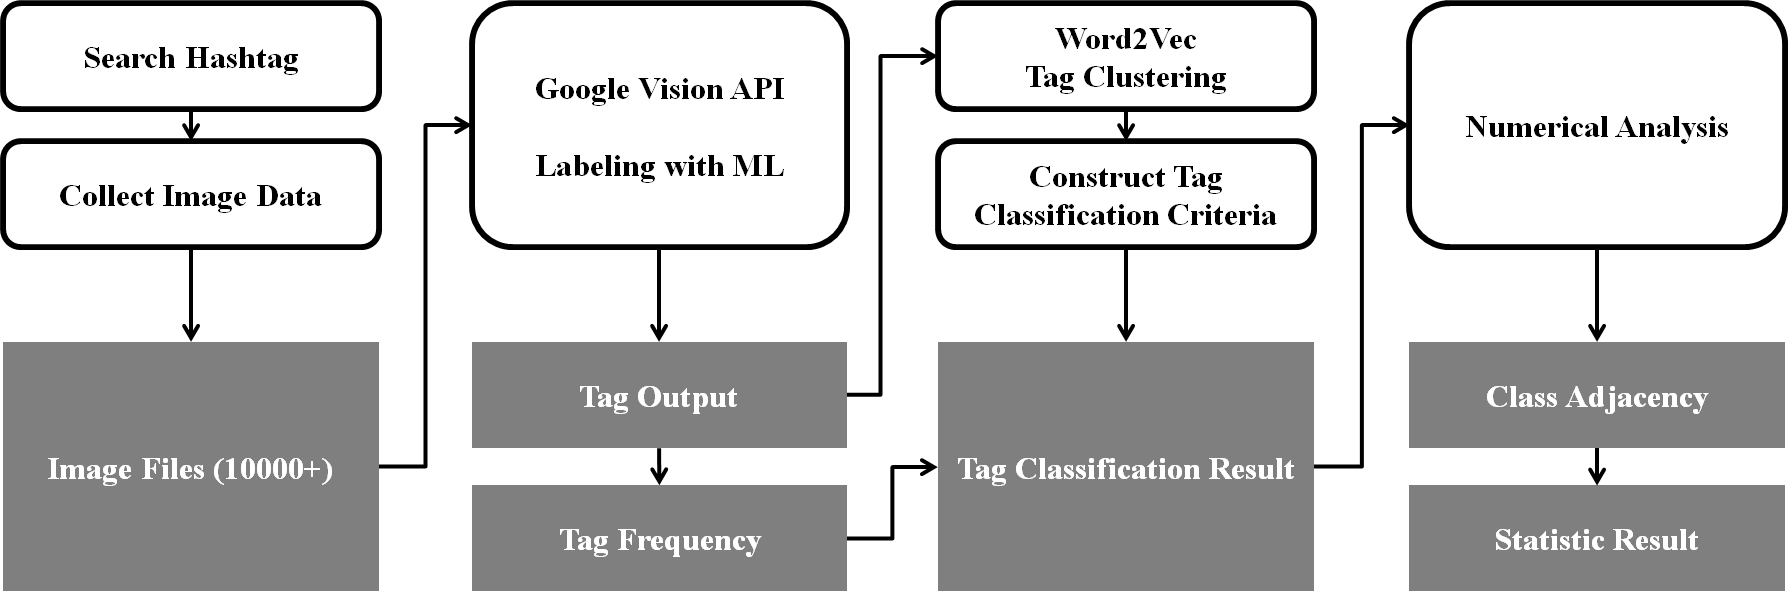 Search Hashtag
Collect Image Data
Image Files (10000+)
Google Vision API
Labeling with ML
Tag Output
Tag Frequency
Word2Vec
Tag Clustering
Construct Tag
Classification Criteria
Tag Classification Result
Numerical Analysis
Class Adjacency
Statistic Result